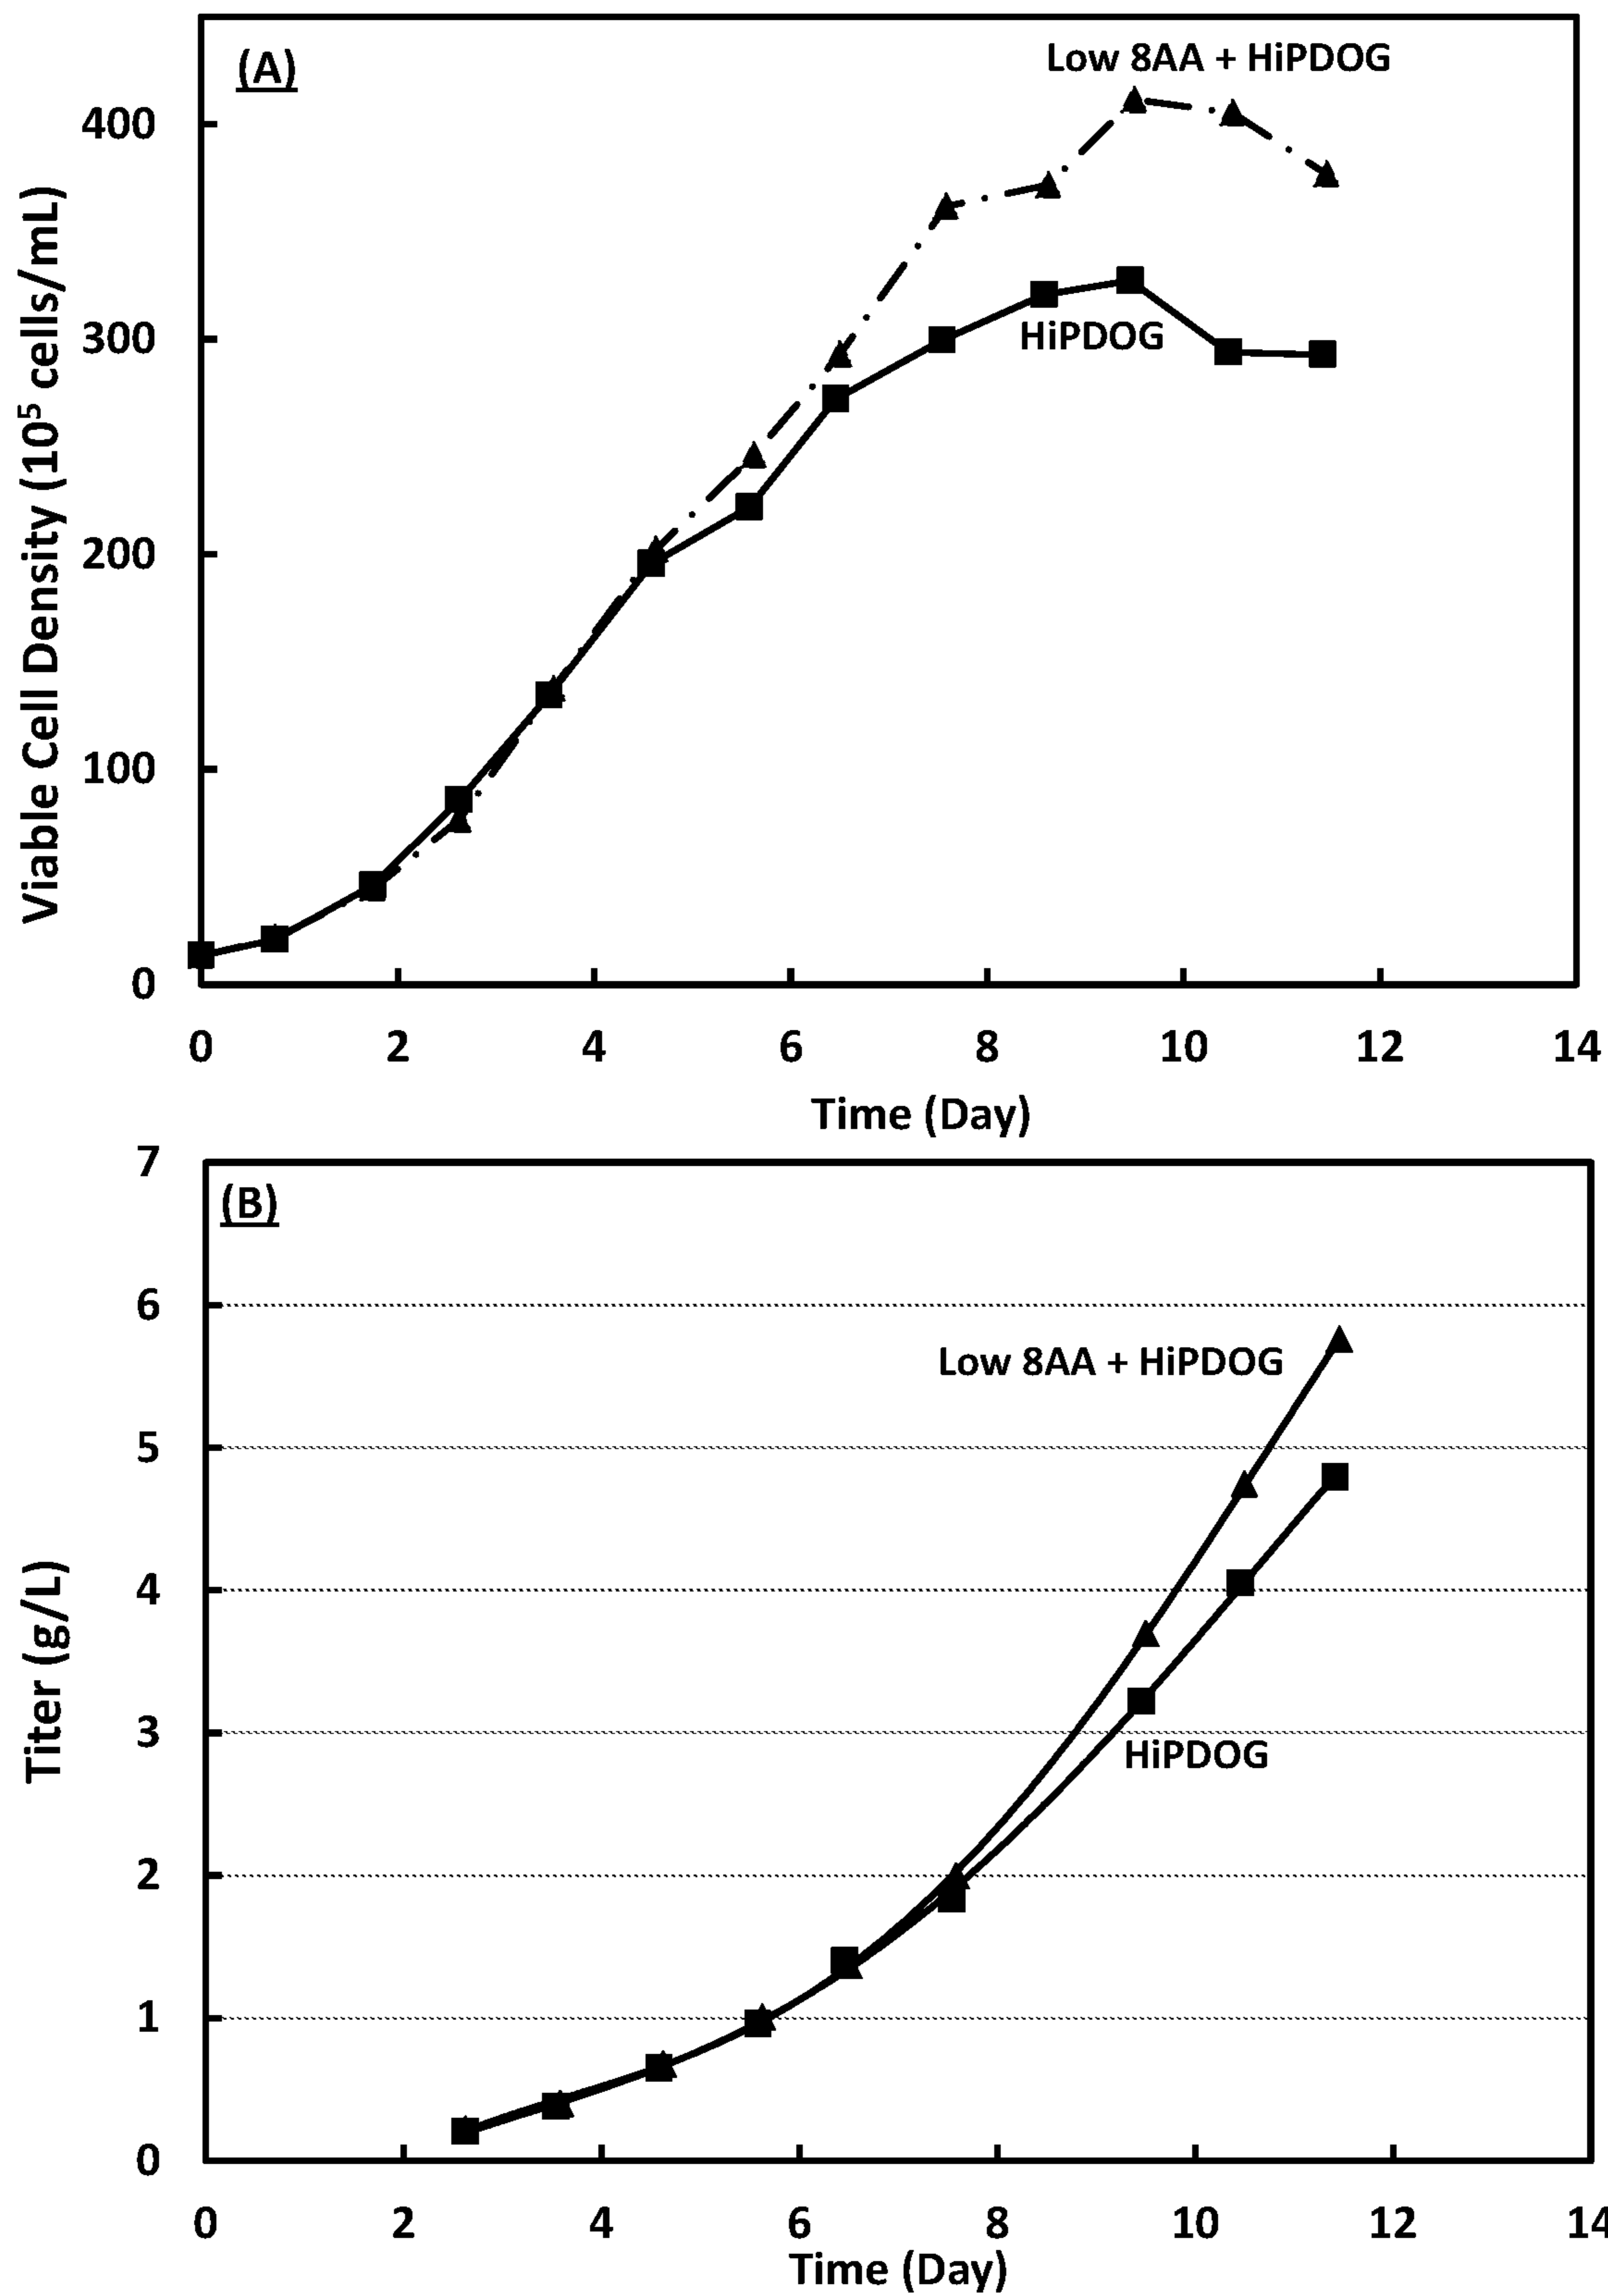 (A)
Low 8AA + HiPDOG
400
300
HiPDOG
200
100
0
Viable Cell Density (10⁵ cells/mL)
0 2 4 6 8 10 12 14
Time (Day)
7
(B)
6
Low 8AA + HiPDOG
5
4
3
HiPDOG
2
1
0
Titer (g/L)
0 2 4 6 8 10 12 14
Time (Day)